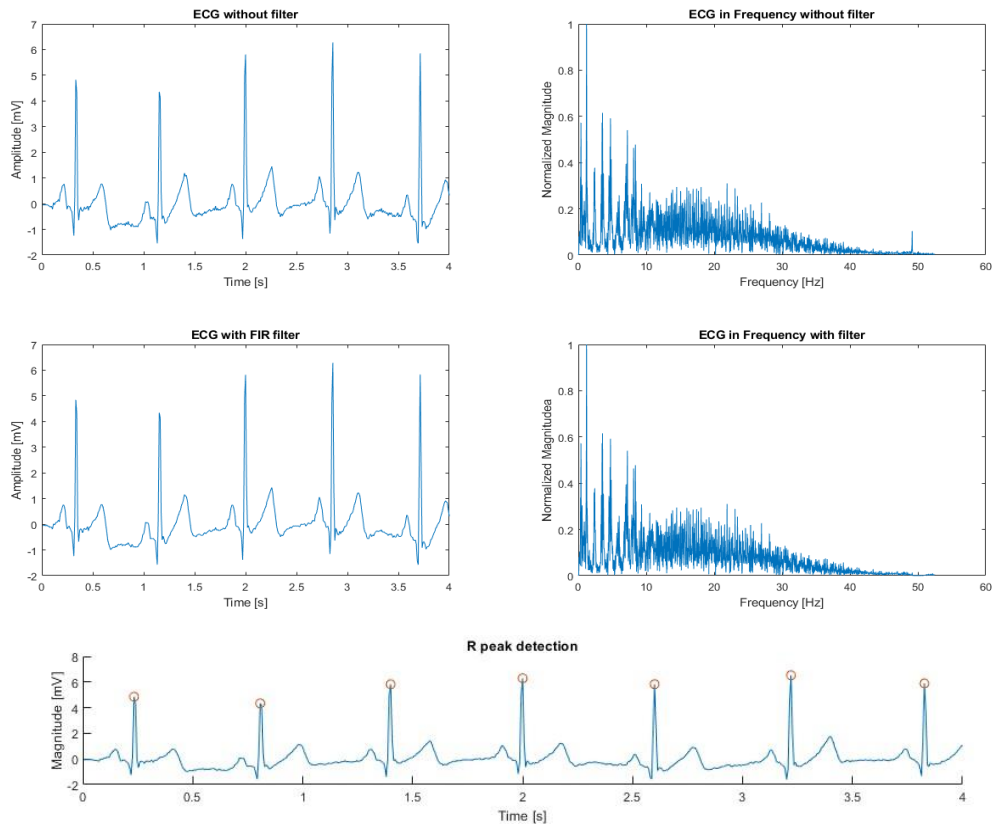 ECG without filter
7
6
5
4
3
2
1
0
-1
-2
Amplitude [mV]
0 0.5 1 1.5 2 2.5 3 3.5 4
Time [s]
ECG in Frequency without filter
1
0.8
0.6
0.4
0.2
0
Normalized Magnitude
0 10 20 30 40 50 60
Frequency [Hz]
ECG with FIR filter
7
6
5
4
3
2
1
0
-1
-2
Amplitude [mV]
0 0.5 1 1.5 2 2.5 3 3.5 4
Time [s]
ECG in Frequency with filter
1
0.8
0.6
0.4
0.2
0
Normalized Magnitudea
0 10 20 30 40 50 60
Frequency [Hz]
R peak detection
8
6
4
2
0
-2
Magnitude [mV]
0 0.5 1 1.5 2 2.5 3 3.5 4
Time [s]